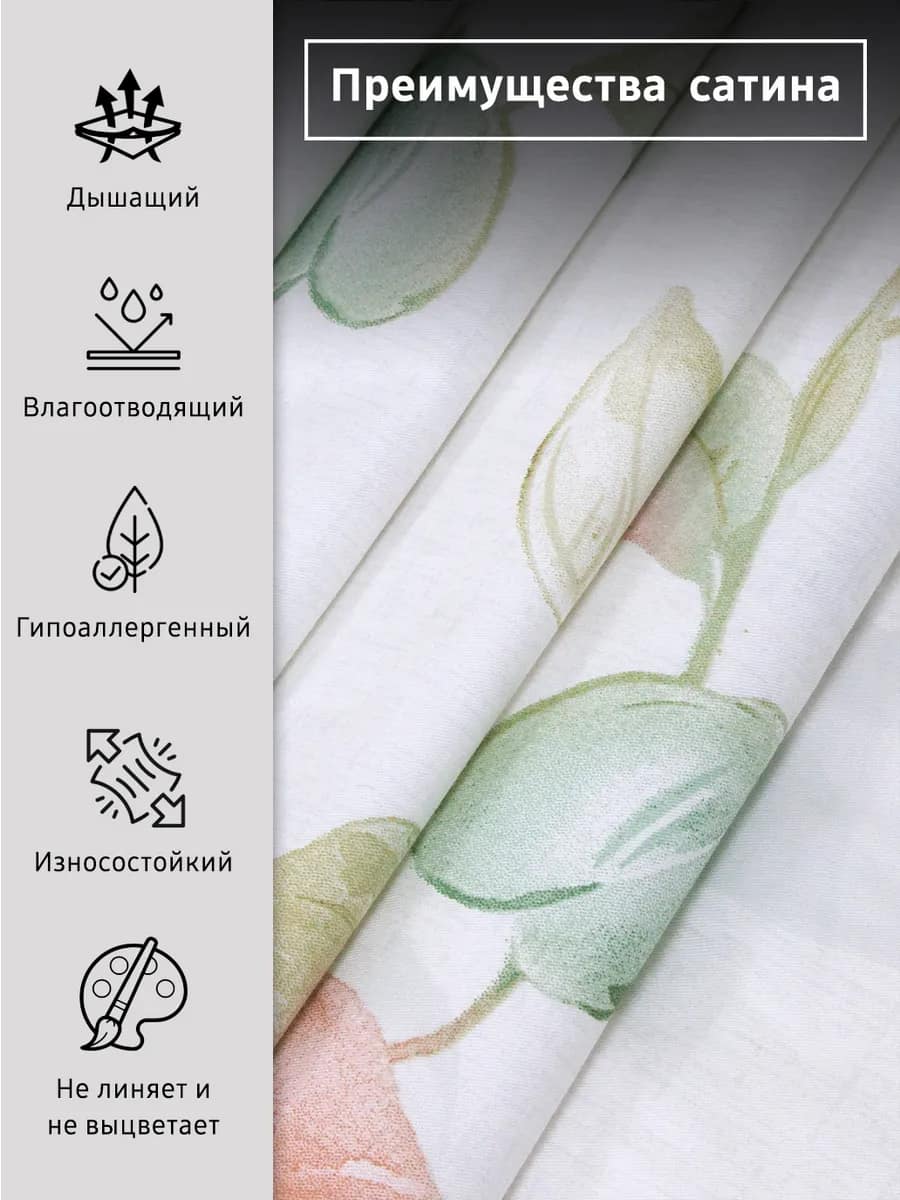 Преимущества сатина
Дышащий
Влагоотводящий
Гипоаллергенный
Износостойкий
Не линяет и
не выцветает